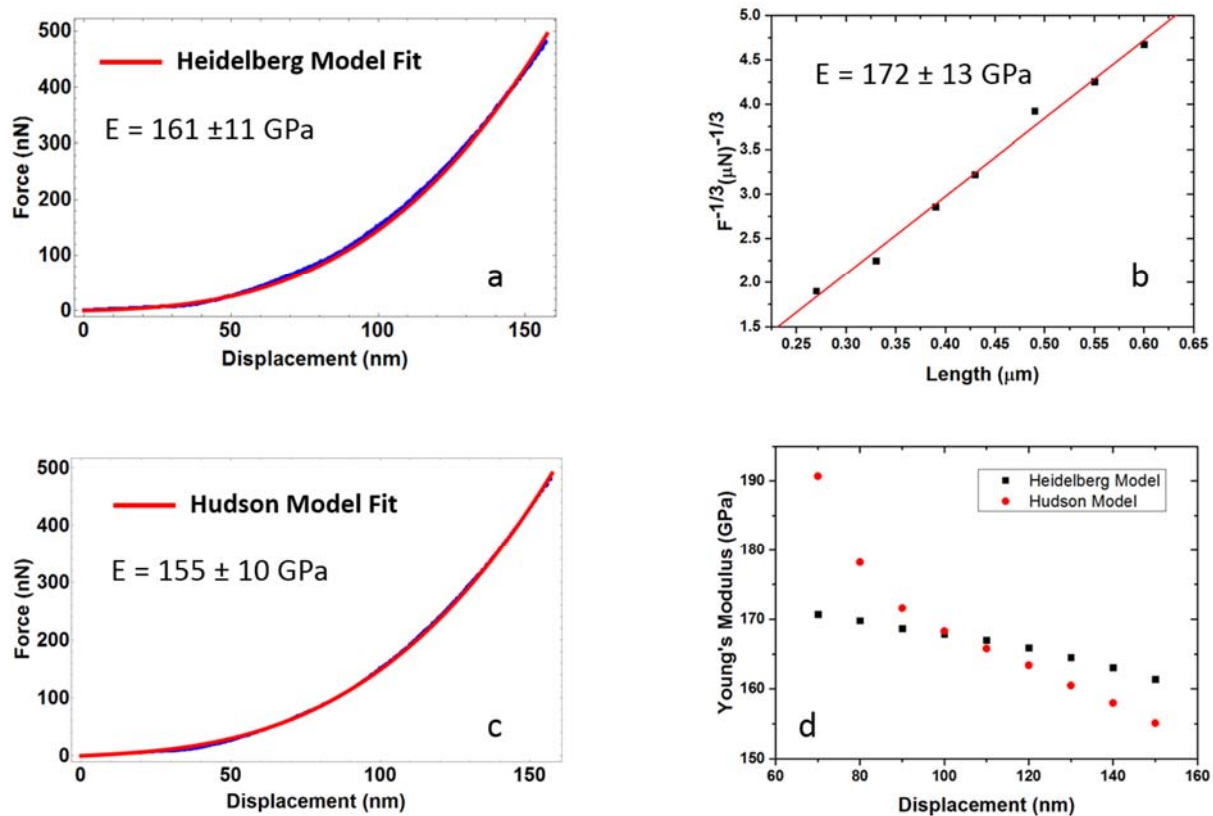 500
400
300
200
100
0
Force (nN)
Heidelberg Model Fit
E = 161 ±11 GPa
a
0
50
100
150
Displacement (nm)
5.0
4.5
4.0
3.5
3.0
2.5
2.0
1.5
F-1/3(μN)-1/3
E = 172 ± 13 GPa
b
0.25 0.30 0.35 0.40 0.45 0.50 0.55 0.60 0.65
Length (μm)
500
400
300
200
100
0
Force (nN)
Hudson Model Fit
E = 155 ± 10 GPa
c
0
50
100
150
Displacement (nm)
190
180
170
160
150
Young's Modulus (GPa)
Heidelberg Model
Hudson Model
d
60 80 100 120 140 160
Displacement (nm)